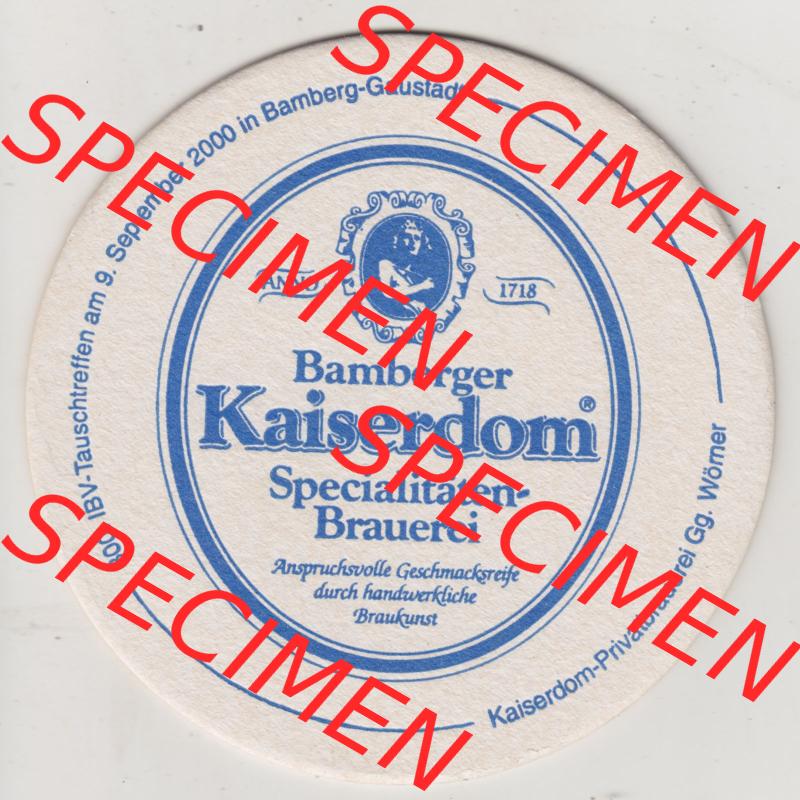 IBV-Tauschtreffen am 9. September 2000 in Bamberg-Gaustadt
ANNO 1718
Bamberger
Kaiserdom®
Specialitäten-
Brauerei
Anspruchsvolle Geschmacksreife
durch handwerkliche
Braukunst
Kaiserdom-Privatbrauerei Gg. Wörner
SPECIMEN
SPECIMEN
SPECIMEN
SPECIMEN